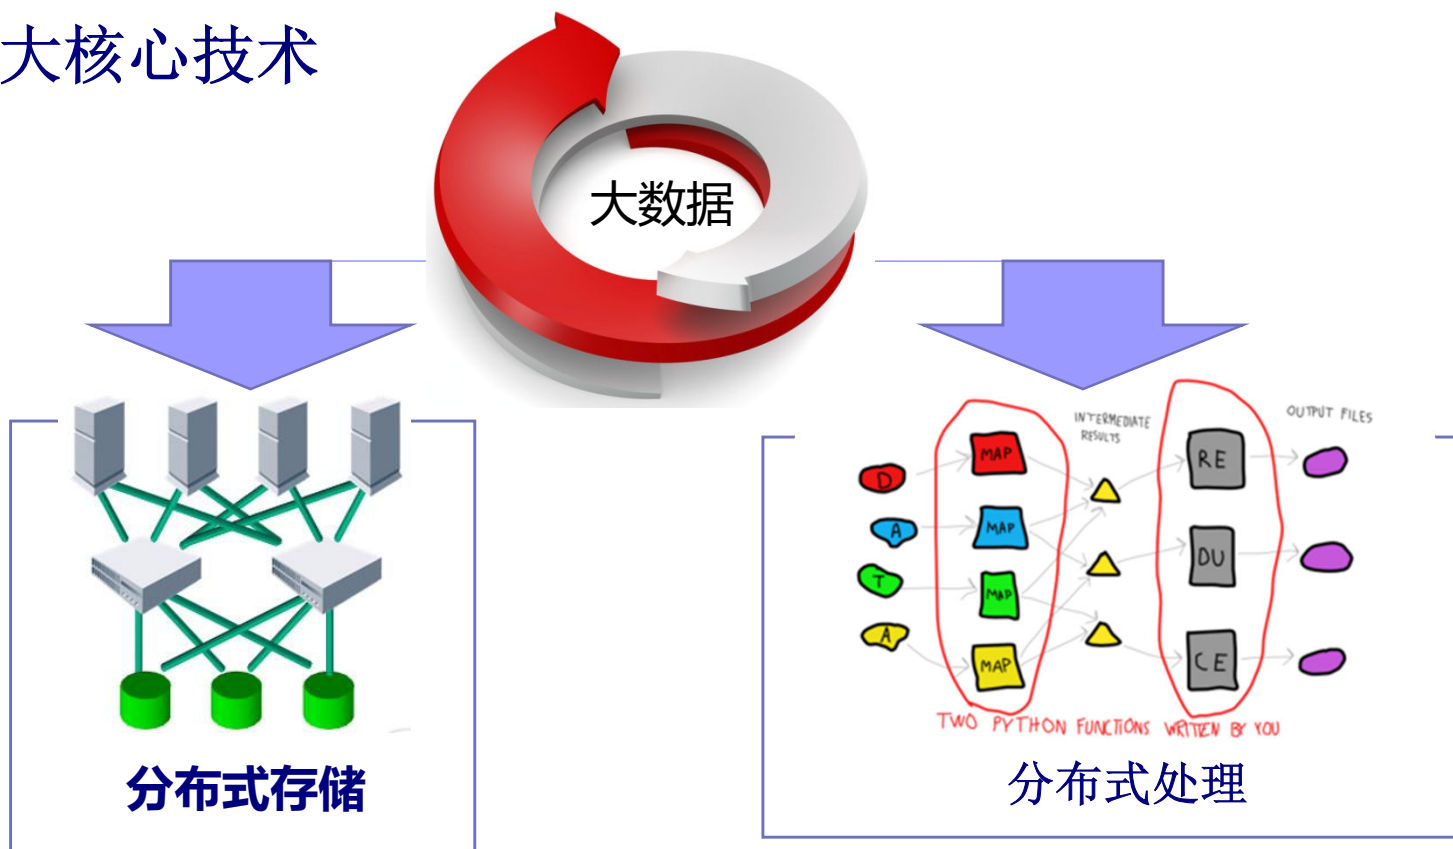 大核心技术
大数据
分布式存储
INTERMEDIATE
RESULTS
OUTPUT FILES
D
MAP
RE
A
MAP
DU
T
MAP
A
MAP
CE
TWO PYTHON FUNCTIONS WRITTEN BY YOU
分布式处理